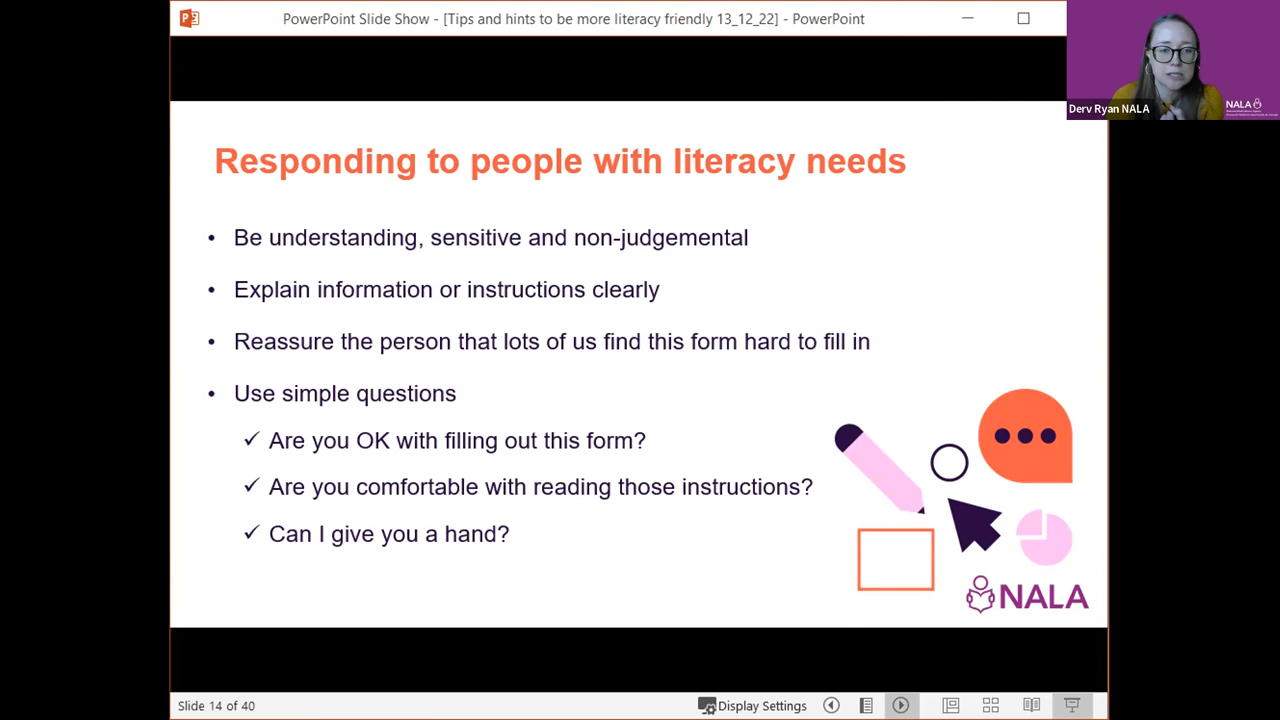 PowerPoint Slide Show - [Tips and hints to be more literacy friendly 13_12_22] - PowerPoint
Derv Ryan NALA
NALA
Responding to people with literacy needs
• Be understanding, sensitive and non-judgemental
• Explain information or instructions clearly
• Reassure the person that lots of us find this form hard to fill in
• Use simple questions
✓ Are you OK with filling out this form?
✓ Are you comfortable with reading those instructions?
✓ Can I give you a hand?
NALA
Slide 14 of 40
Display Settings